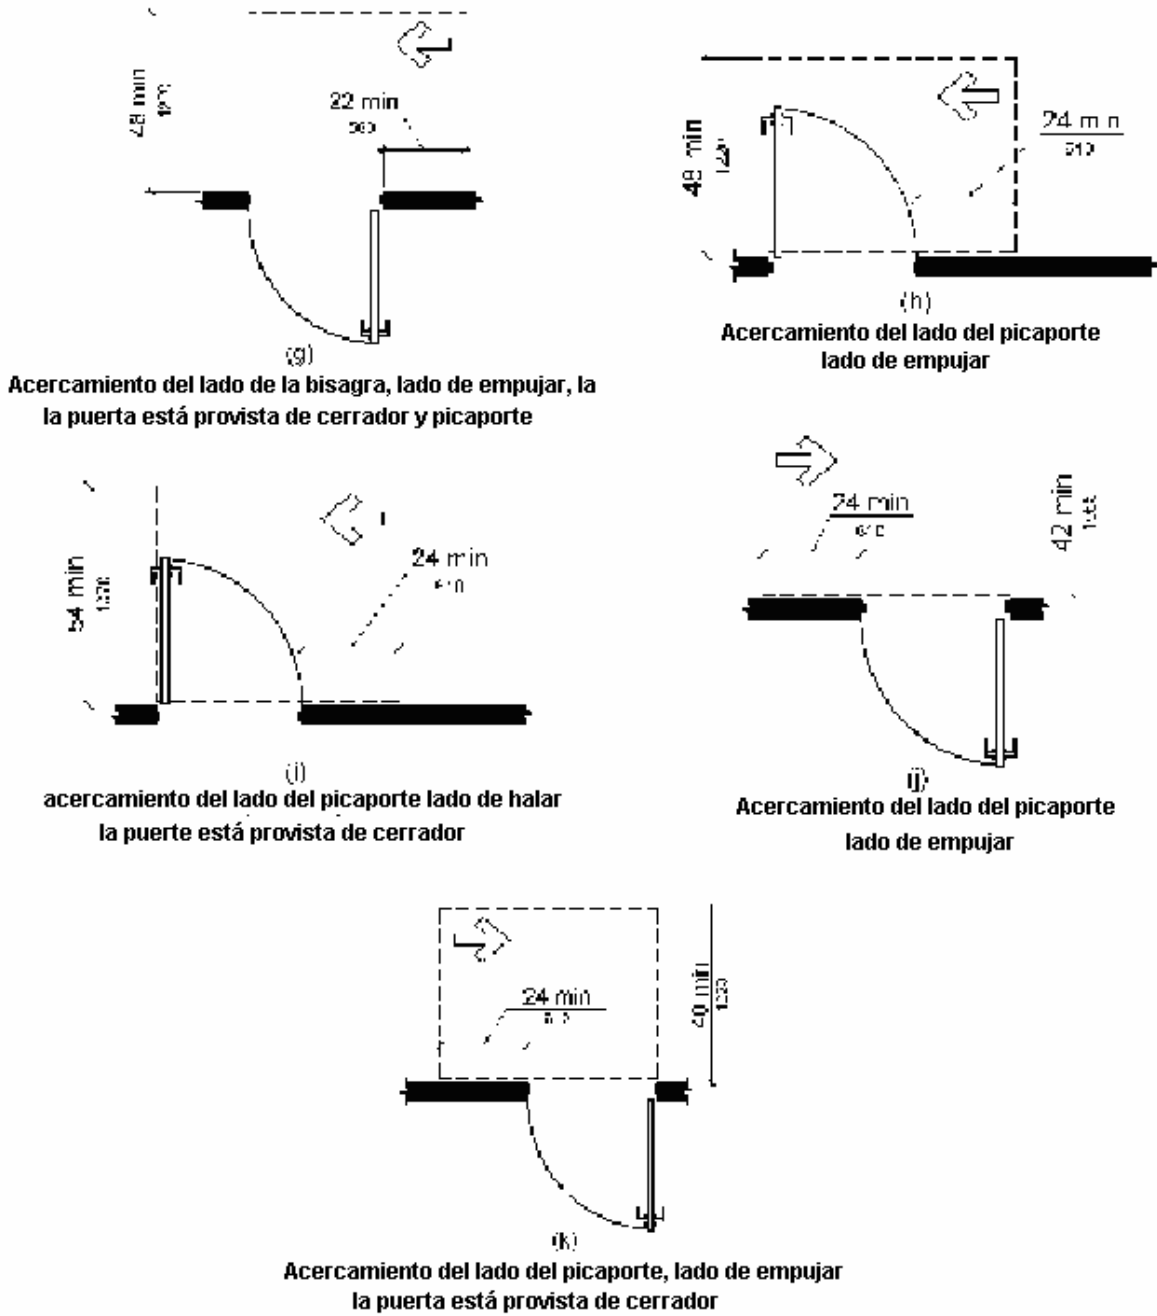 48 min
22 min
(g)
Acercamiento del lado de la bisagra, lado de empujar, la
la puerta está provista de cerrador y picaporte
48 min
1220
24 min
610
(h)
Acercamiento del lado del picaporte
lado de empujar
54 min
24 min
610
(i)
acercamiento del lado del picaporte lado de halar
la puerte está provista de cerrador
24 min
42 min
(j)
Acercamiento del lado del picaporte
lado de empujar
24 min
(k)
Acercamiento del lado del picaporte, lado de empujar
la puerta está provista de cerrador